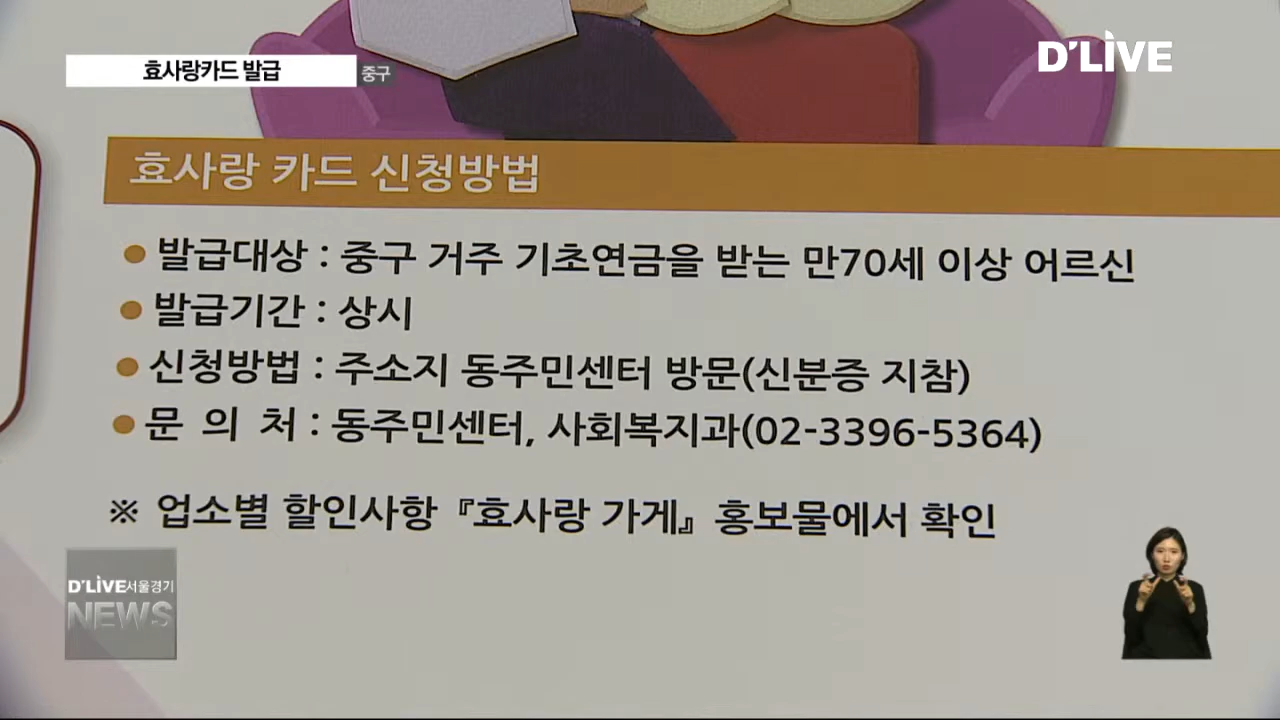 효사랑카드 발급
중구
D'LIVE
효사랑 카드 신청방법
발급대상 : 중구 거주 기초연금을 받는 만70세 이상 어르신
발급기간 : 상시
신청방법 : 주소지 동주민센터 방문(신분증 지참)
문 의 처 : 동주민센터, 사회복지과(02-3396-5364)
※ 업소별 할인사항 『효사랑 가게』 홍보물에서 확인
D'LIVE서울경기
NEWS